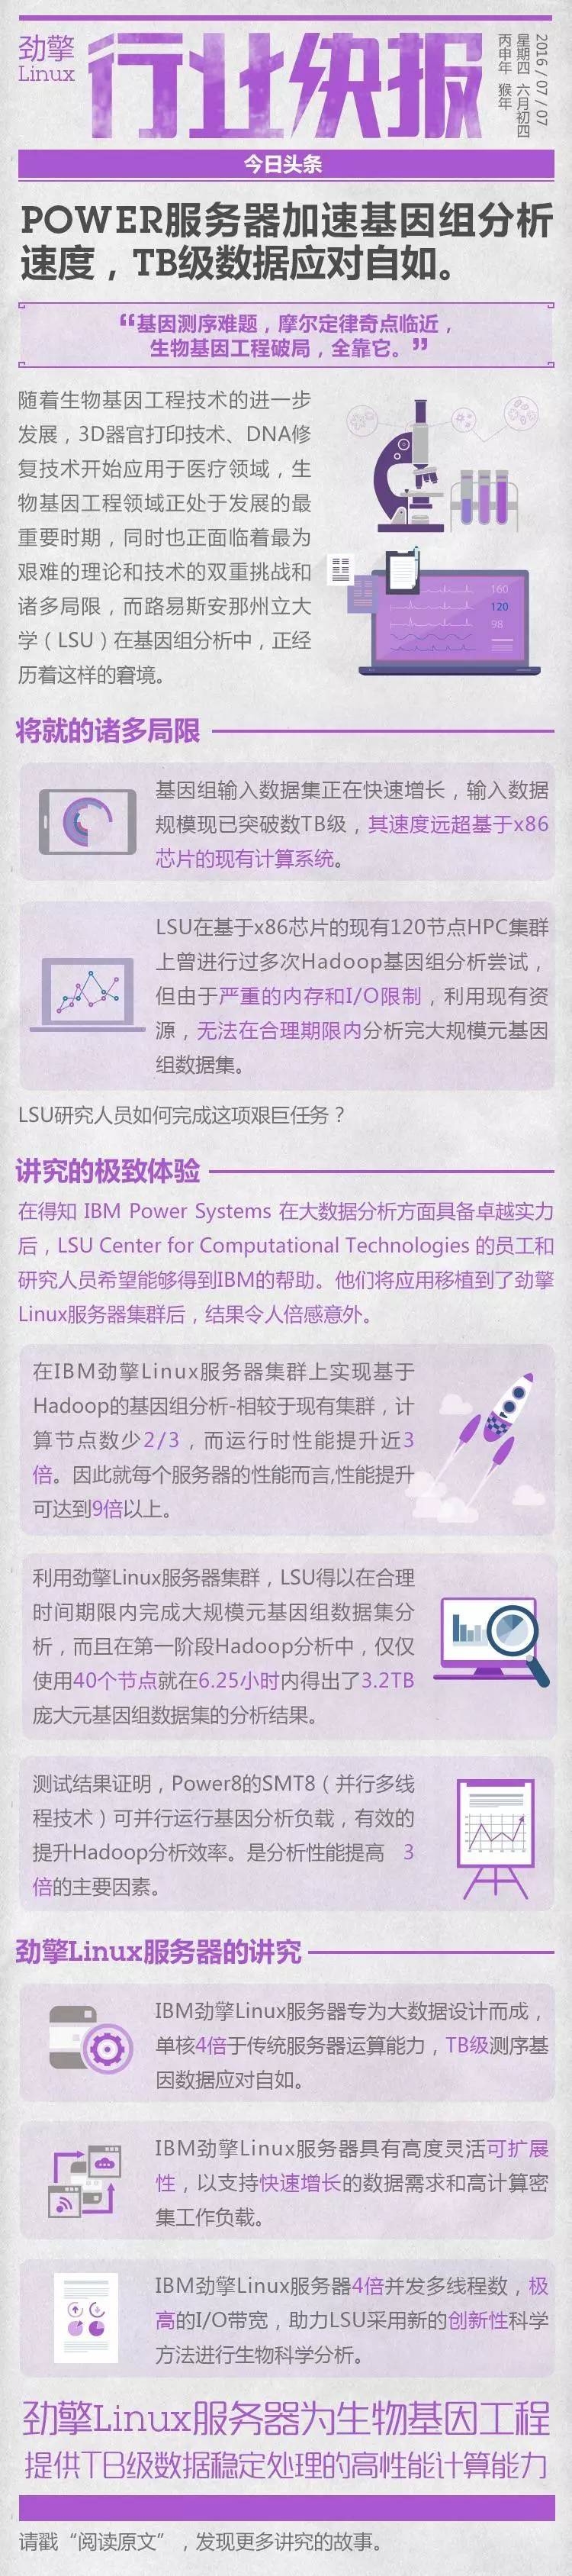 劲擎
Linux
行业快报
2016 / 07 / 07
星期四 六月初四
丙申年 猴年
今日头条
POWER服务器加速基因组分析
速度，TB级数据应对自如。
“基因测序难题，摩尔定律奇点临近，
生物基因工程破局，全靠它。”
随着生物基因工程技术的进一步
发展，3D器官打印技术、DNA修
复技术开始应用于医疗领域，生
物基因工程领域正处于发展的最
重要时期，同时也正面临着最为
艰难的理论和技术的双重挑战和
诸多局限，而路易斯安那州立大
学（LSU）在基因组分析中，正经
历着这样的窘境。
160
120
98
将就的诸多局限
基因组输入数据集正在快速增长，输入数据
规模现已突破数TB级，其速度远超基于x86
芯片的现有计算系统。
LSU在基于x86芯片的现有120节点HPC集群
上曾进行过多次Hadoop基因组分析尝试，
但由于严重的内存和I/O限制，利用现有资
源，无法在合理期限内分析完大规模元基因
组数据集。
LSU研究人员如何完成这项艰巨任务？
讲究的极致体验
在得知 IBM Power Systems 在大数据分析方面具备卓越实力
后，LSU Center for Computational Technologies 的员工和
研究人员希望能够得到IBM的帮助。他们将应用移植到了劲擎
Linux服务器集群后，结果令人倍感意外。
在IBM劲擎Linux服务器集群上实现基于
Hadoop的基因组分析-相较于现有集群，计
算节点数少2/3，而运行时性能提升近3
倍。因此就每个服务器的性能而言,性能提升
可达到9倍以上。
利用劲擎Linux服务器集群，LSU得以在合理
时间期限内完成大规模元基因组数据集分
析，而且在第一阶段Hadoop分析中，仅仅
使用40个节点就在6.25小时内得出了3.2TB
庞大元基因组数据集的分析结果。
测试结果证明，Power8的SMT8（并行多线
程技术）可并行运行基因分析负载，有效的
提升Hadoop分析效率。是分析性能提高 3
倍的主要因素。
劲擎Linux服务器的讲究
IBM劲擎Linux服务器专为大数据设计而成，
单核4倍于传统服务器运算能力，TB级测序基
因数据应对自如。
IBM劲擎Linux服务器具有高度灵活可扩展
性，以支持快速增长的数据需求和高计算密
集工作负载。
IBM劲擎Linux服务器4倍并发多线程数，极
高的I/O带宽，助力LSU采用新的创新性科学
方法进行生物科学分析。
劲擎Linux服务器为生物基因工程
提供TB级数据稳定处理的高性能计算能力
请戳“阅读原文”，发现更多讲究的故事。